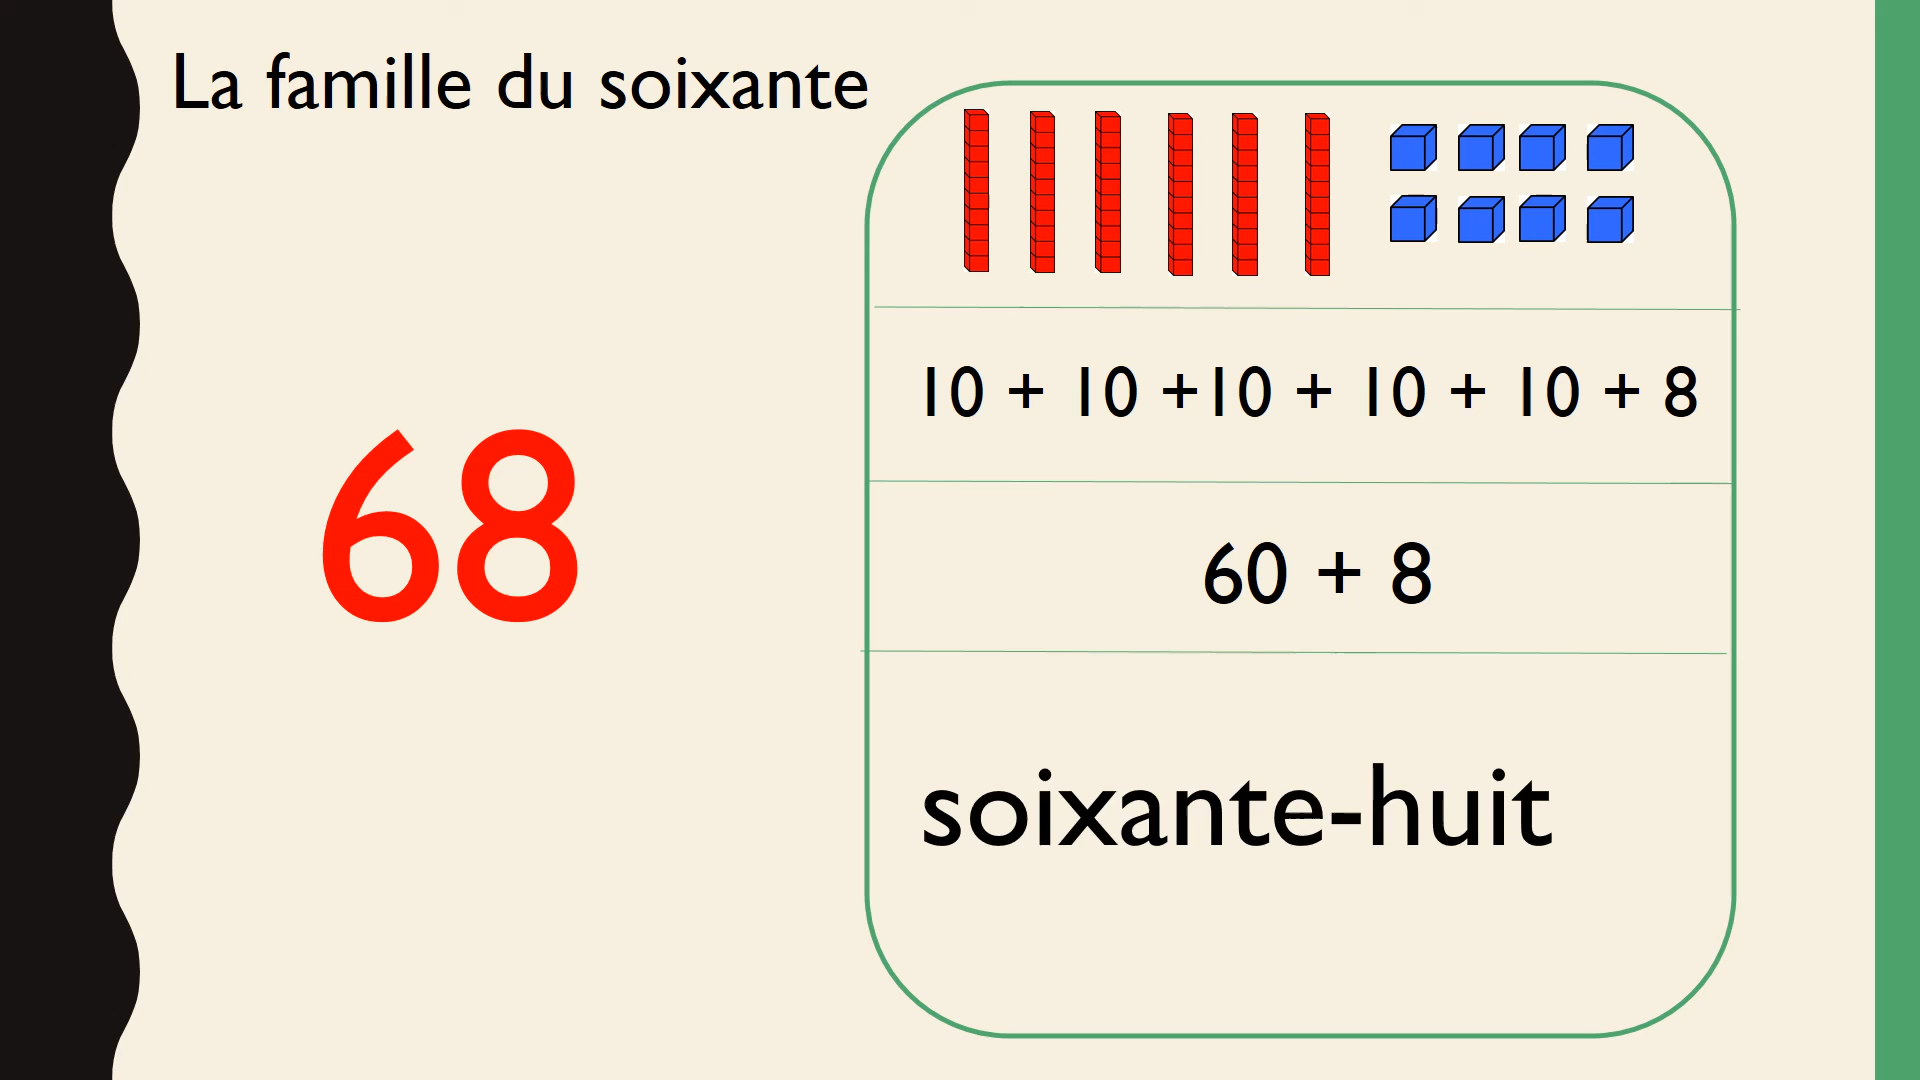 La famille du soixante
68
10 + 10 +10 + 10 + 10 + 8
60 + 8
soixante-huit